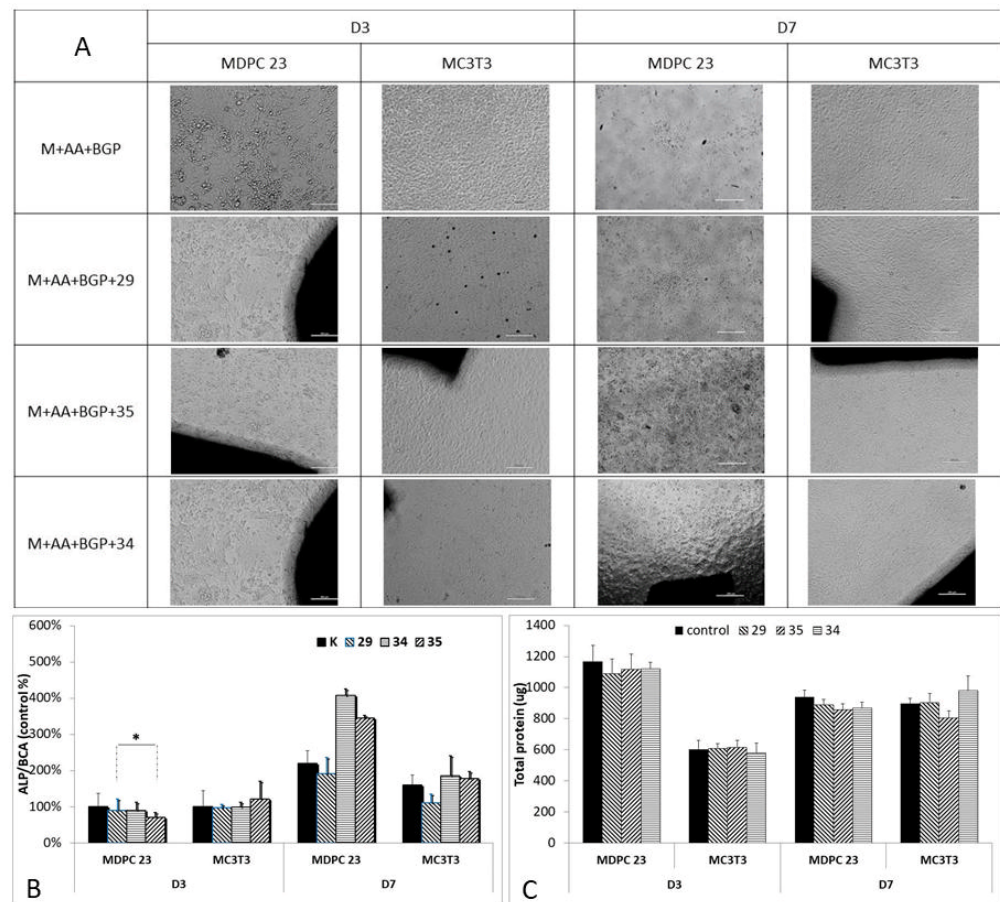 A
D3
D7
MDPC 23
MC3T3
MDPC 23
MC3T3
M+AA+BGP
M+AA+BGP+29
M+AA+BGP+35
M+AA+BGP+34
600%
500%
400%
300%
200%
100%
0%
ALP/BCA (control %)
K 29 34 35
*
MDPC 23 MC3T3 MDPC 23 MC3T3
D3 D7
B
1400
1200
1000
800
600
400
200
0
Total protein (ug)
control 29 35 34
MDPC 23 MC3T3 MDPC 23 MC3T3
D3 D7
C